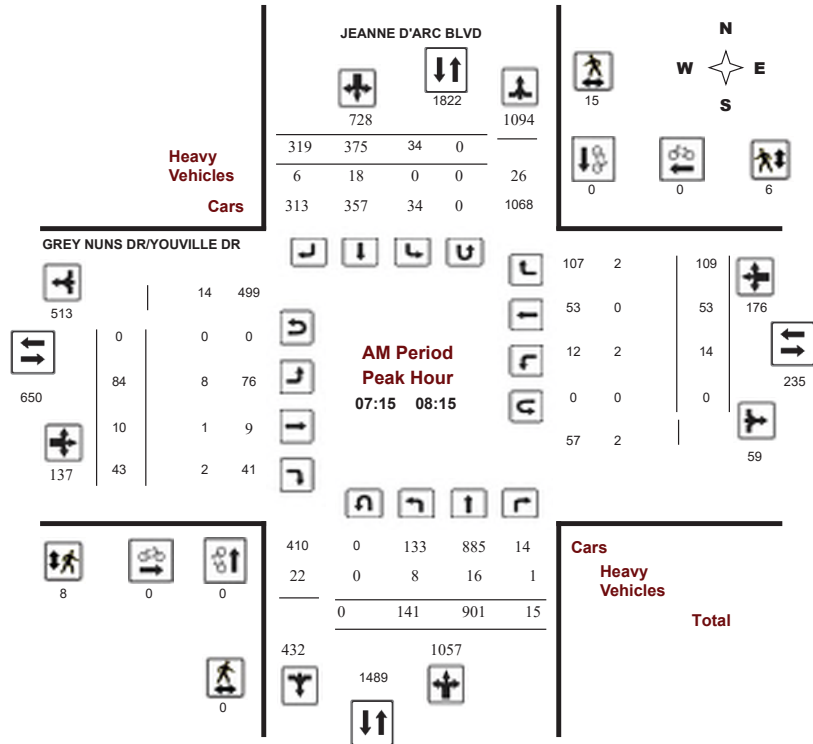 JEANNE D'ARC BLVD
N
W E
S
1822
15
728 1094
319 375 34 0
Heavy
Vehicles
6 18 0 0 26
0 0 6
Cars
313 357 34 0 1068
GREY NUNS DR/YOUVILLE DR
107 2 109
14 499
513
53 0 53 176
0 0 0
AM Period
Peak Hour
12 2 14
650
84 8 76
235
07:15 08:15
0 0 0
10 1 9
57 2
59
137 43 2 41
410 0 133 885 14
Cars
22 0 8 16 1
Heavy
Vehicles
8 0 0
0 141 901 15
Total
432 1057
1489
0